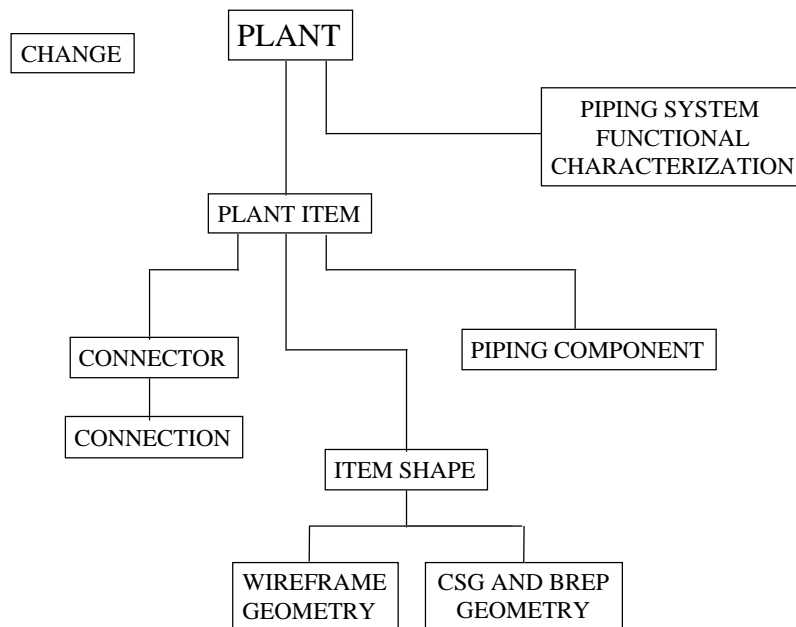 PLANT
CHANGE
PIPING SYSTEM
FUNCTIONAL
CHARACTERIZATION
PLANT ITEM
CONNECTOR
PIPING COMPONENT
CONNECTION
ITEM SHAPE
WIREFRAME
GEOMETRY
CSG AND BREP
GEOMETRY